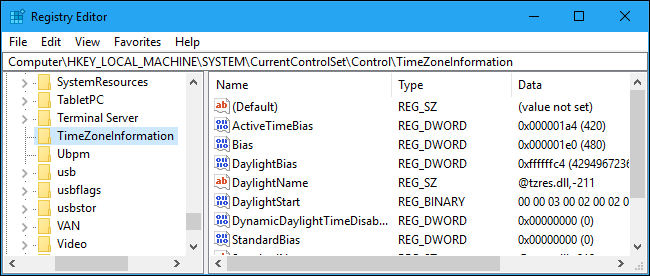 Registry Editor
File Edit View Favorites Help
Computer\HKEY_LOCAL_MACHINE\SYSTEM\CurrentControlSet\Control\TimeZoneInformation
SystemResources
TabletPC
Terminal Server
TimeZoneInformation
Ubpm
usb
usbflags
usbstor
VAN
Video
Name Type Data
(Default) REG_SZ (value not set)
ActiveTimeBias REG_DWORD 0x000001a4 (420)
Bias REG_DWORD 0x000001e0 (480)
DaylightBias REG_DWORD 0xffffffc4 (429496723
DaylightName REG_SZ @tzres.dll,-211
DaylightStart REG_BINARY 00 00 03 00 02 00 02 0
DynamicDaylightTimeDisab... REG_DWORD 0x00000000 (0)
StandardBias REG_DWORD 0x00000000 (0)